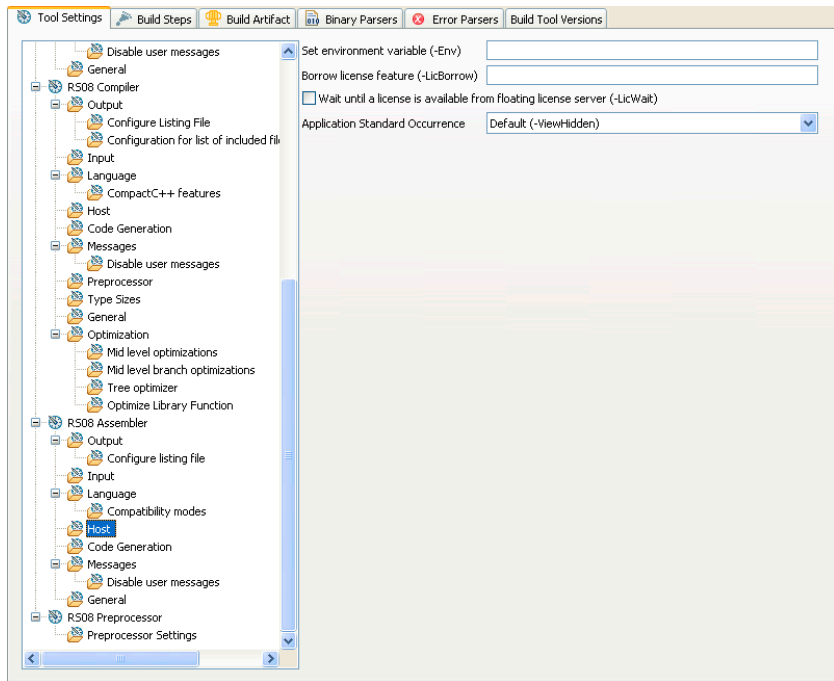 Tool Settings Build Steps Build Artifact Binary Parsers Error Parsers Build Tool Versions
Disable user messages
General
RS08 Compiler
Output
Configure Listing File
Configuration for list of included file
Input
Language
CompactC++ features
Host
Code Generation
Messages
Disable user messages
Preprocessor
Type Sizes
General
Optimization
Mid level optimizations
Mid level branch optimizations
Tree optimizer
Optimize Library Function
RS08 Assembler
Output
Configure listing file
Input
Language
Compatibility modes
Host
Code Generation
Messages
Disable user messages
General
RS08 Preprocessor
Preprocessor Settings
Set environment variable (-Env)
Borrow license feature (-LicBorrow)
Wait until a license is available from floating license server (-LicWait)
Application Standard Occurrence Default (-ViewHidden)